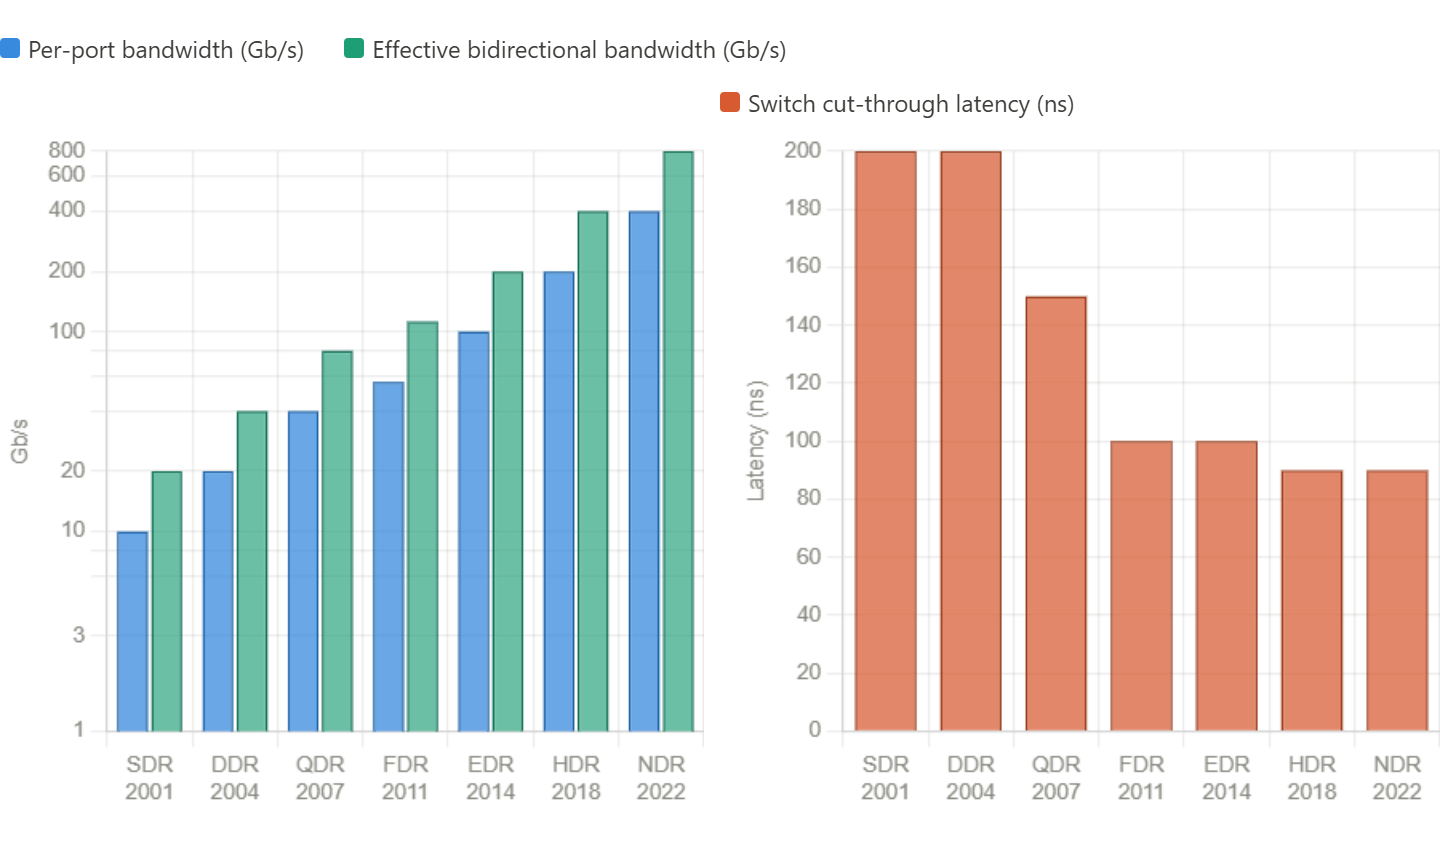 Per-port bandwidth (Gb/s) Effective bidirectional bandwidth (Gb/s)
Switch cut-through latency (ns)
800
600
400
200
100
20
10
3
1
Gb/s
SDR DDR QDR FDR EDR HDR NDR
2001 2004 2007 2011 2014 2018 2022
200
180
160
140
120
100
80
60
40
20
0
Latency (ns)
SDR DDR QDR FDR EDR HDR NDR
2001 2004 2007 2011 2014 2018 2022